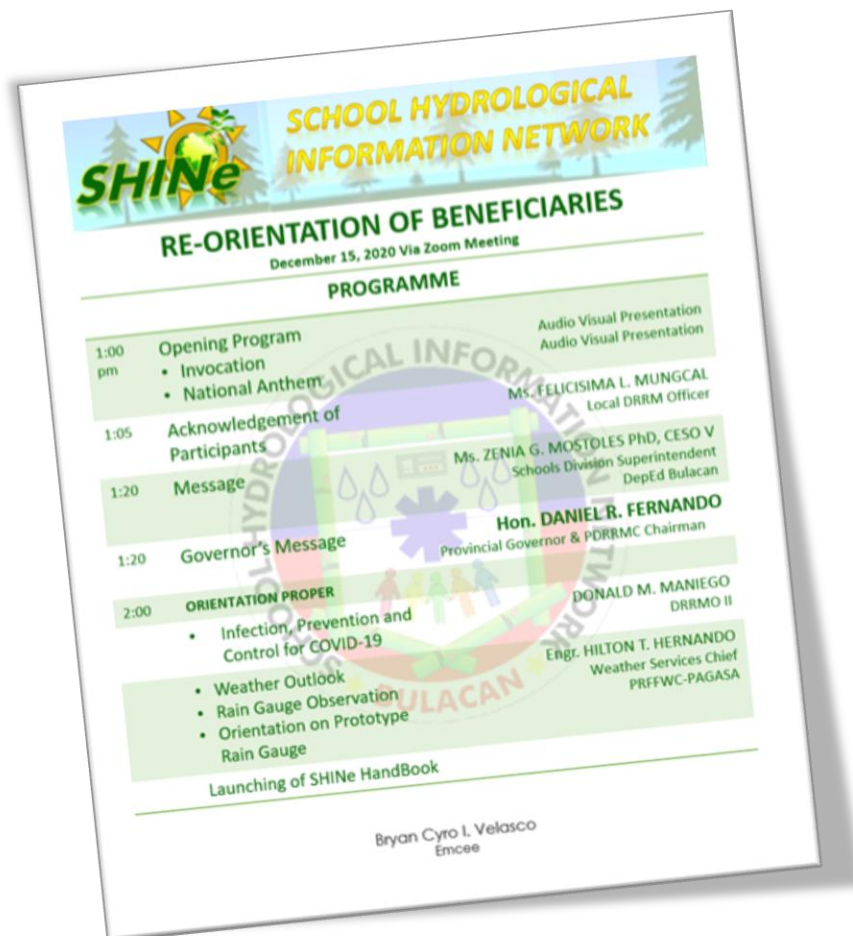 SHINe
SCHOOL HYDROLOGICAL
INFORMATION NETWORK
RE-ORIENTATION OF BENEFICIARIES
December 15, 2020 Via Zoom Meeting
PROGRAMME
1:00 pm
Opening Program
• Invocation
• National Anthem
Audio Visual Presentation
Audio Visual Presentation
1:05
Acknowledgement of
Participants
Ms. FELICISIMA L. MUNGCAL
Local DRRM Officer
1:20
Message
Ms. ZENIA G. MOSTOLES PhD, CESO V
Schools Division Superintendent
DepEd Bulacan
1:20
Governor's Message
Hon. DANIEL R. FERNANDO
Provincial Governor & PDRRMC Chairman
2:00
ORIENTATION PROPER
• Infection, Prevention and
Control for COVID-19
DONALD M. MANIEGO
DRRMO II
• Weather Outlook
• Rain Gauge Observation
• Orientation on Prototype
Rain Gauge
Engr. HILTON T. HERNANDO
Weather Services Chief
PRFFWC-PAGASA
Launching of SHINe HandBook
Bryan Cyro I. Velasco
Emcee
SCHOOL HYDROLOGICAL INFORMATION NETWORK
BULACAN